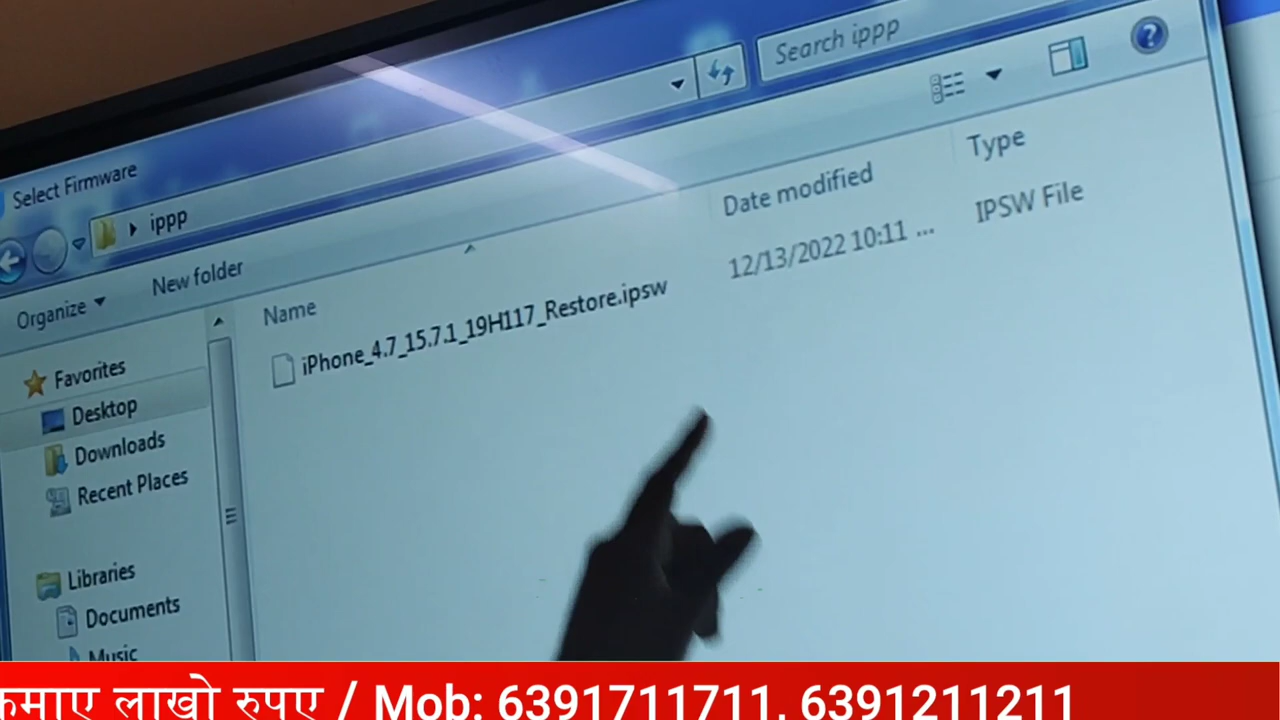 Select Firmware
ippp
Search ippp
Organize
New folder
Name
Date modified
Type
iPhone_4.7_15.7.1_19H117_Restore.ipsw
12/13/2022 10:11 ...
IPSW File
Favorites
Desktop
Downloads
Recent Places
Libraries
Documents
Music
कमाए लाखो रुपए / Mob: 6391711711, 6391211211